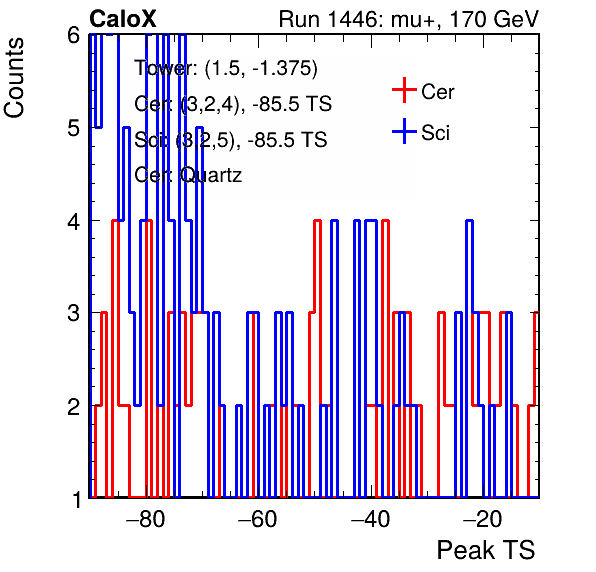 CaloX
Run 1446: mu+, 170 GeV
Counts
6
5
4
3
2
1
Tower: (1.5, -1.375)
Cer: (3,2,4), -85.5 TS
Sci: (3,2,5), -85.5 TS
Cer: Quartz
Cer
Sci
−80
−60
−40
−20
Peak TS